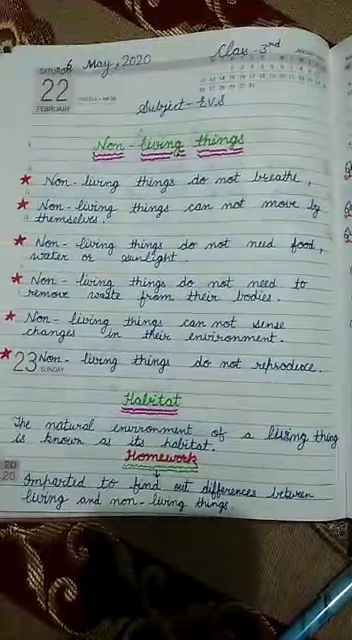 6 May, 2020 Class - 3rd
SATURDAY
22
FEBRUARY
Subject - E.V.S
Non - living things
★ Non - living things do not breathe.
★ Non - living things can not move by
themselves.
★ Non - living things do not need food,
water or sunlight.
★ Non - living things do not need to
remove waste from their bodies.
★ Non - living things can not sense
changes in their environment.
★ 23 Non - living things do not reproduce.
SUNDAY
Habitat
The natural environment of a living thing
is known as its habitat.
Homework
20
20
Imparted to find out differences between
living and non - living things.